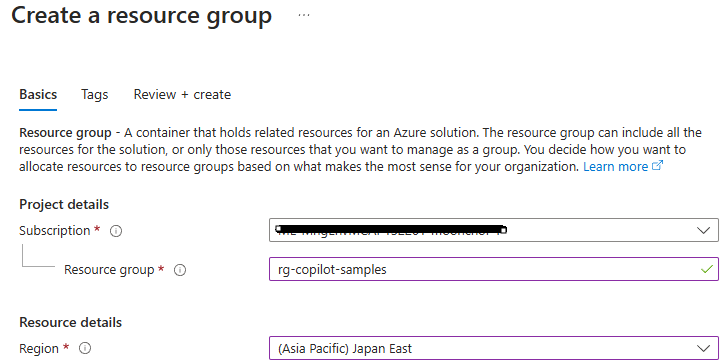 Create a resource group ...
Basics Tags Review + create
Resource group - A container that holds related resources for an Azure solution. The resource group can include all the
resources for the solution, or only those resources that you want to manage as a group. You decide how you want to
allocate resources to resource groups based on what makes the most sense for your organization. Learn more
Project details
Subscription *
Resource group * rg-copilot-samples
Resource details
Region * (Asia Pacific) Japan East